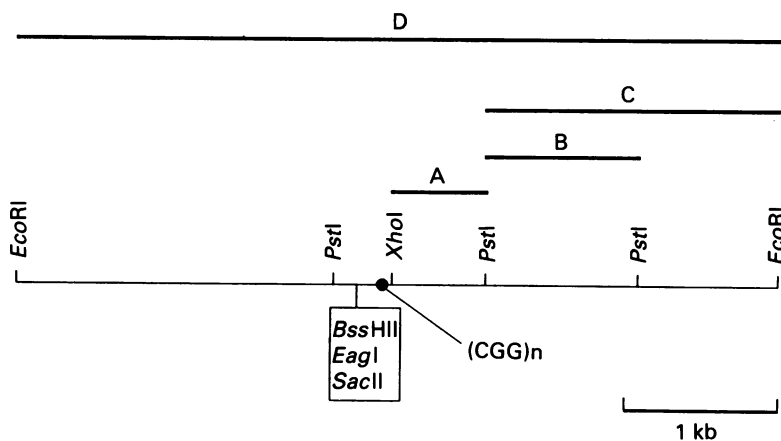 D
C
B
A
EcoRI
PstI
XhoI
PstI
PstI
EcoRI
BssHII
EagI
SacII
(CGG)n
1 kb